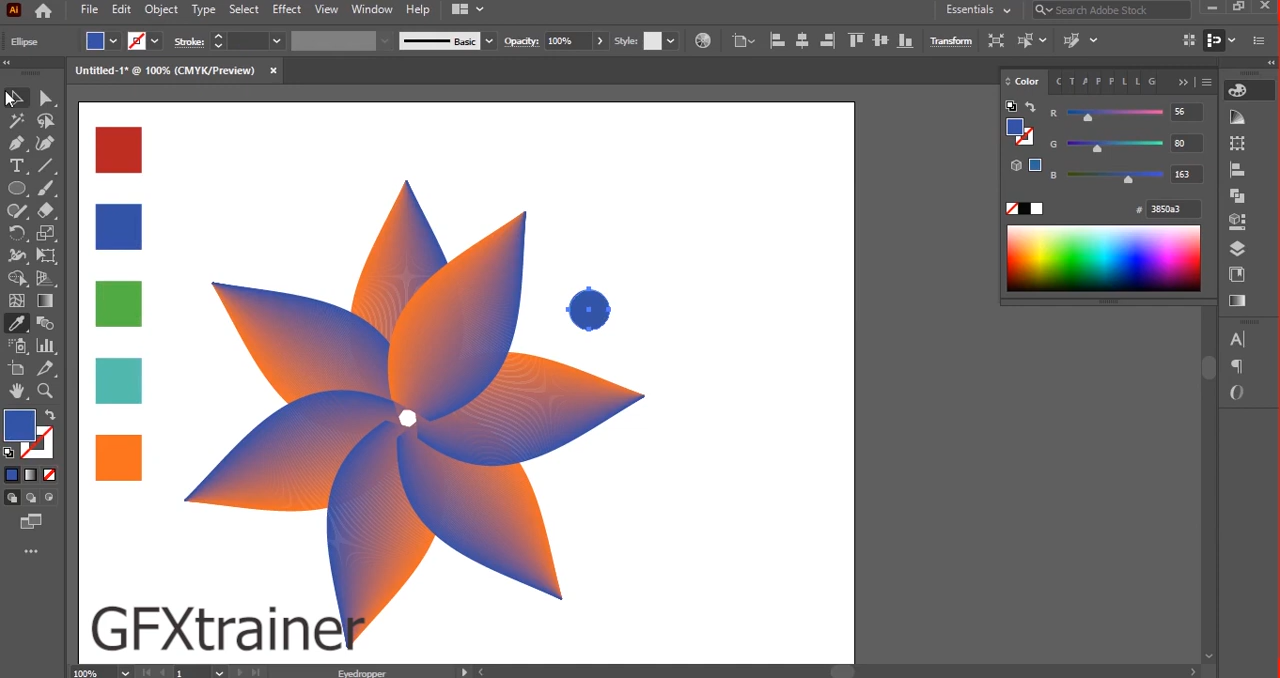 Ai File Edit Object Type Select Effect View Window Help Essentials Search Adobe Stock
Ellipse Stroke: Basic Opacity: 100% Style: Transform
Untitled-1* @ 100% (CMYK/Preview) ×
Color C T A P P L L G
R 56
G 80
B 163
# 3850a3
GFXtrainer
100% 1 Eyedropper